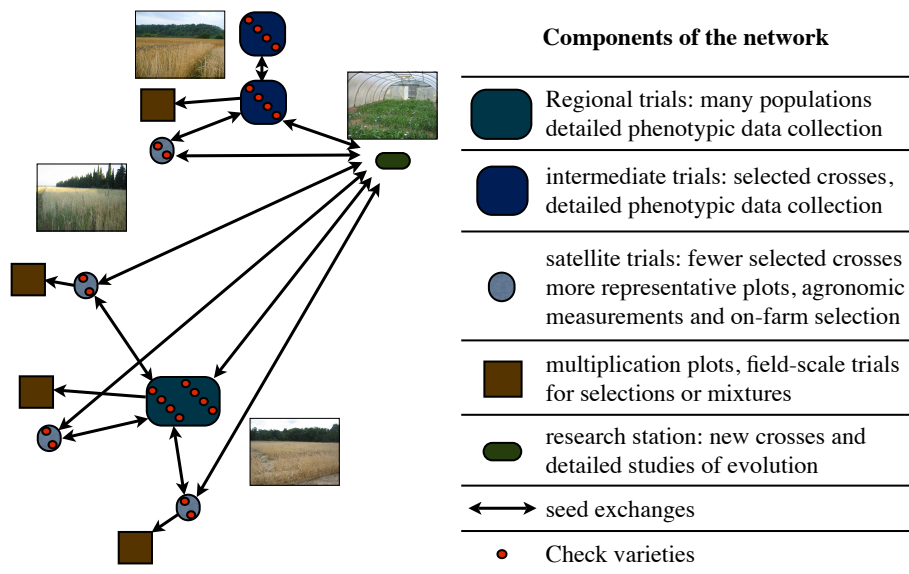 Components of the network
Regional trials: many populations
detailed phenotypic data collection
intermediate trials: selected crosses,
detailed phenotypic data collection
satellite trials: fewer selected crosses
more representative plots, agronomic
measurements and on-farm selection
multiplication plots, field-scale trials
for selections or mixtures
research station: new crosses and
detailed studies of evolution
seed exchanges
Check varieties